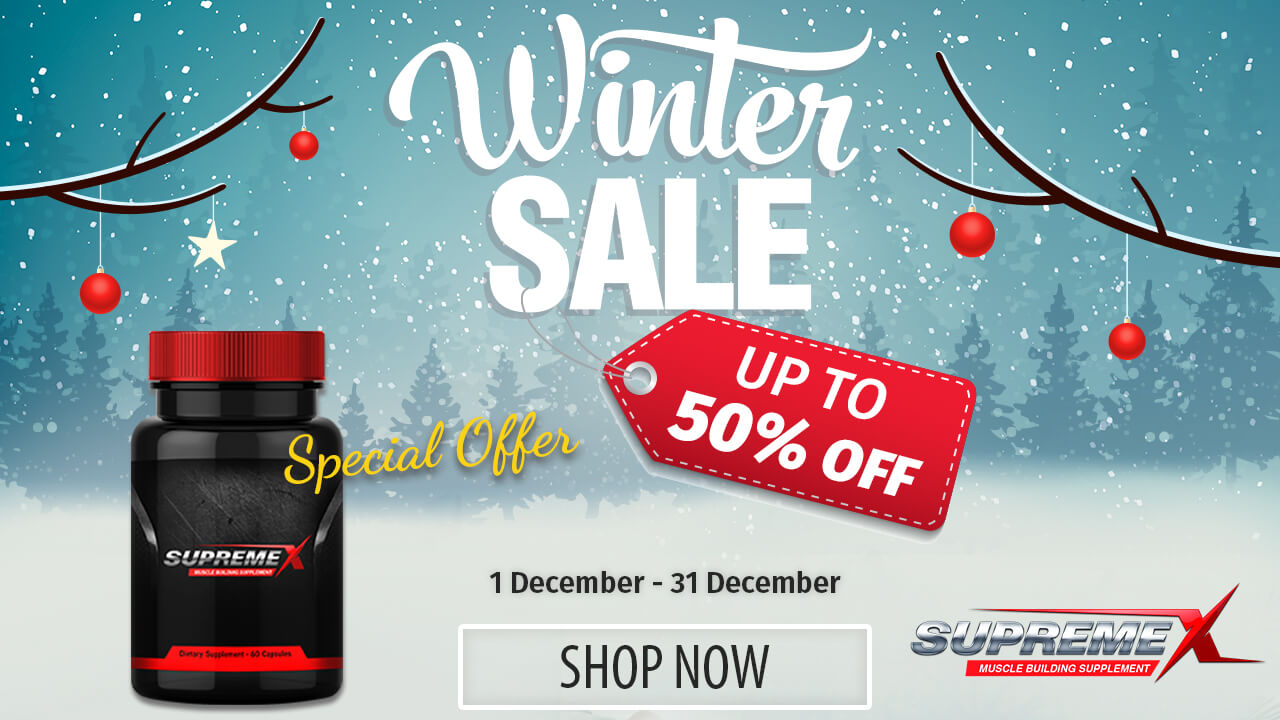 Winter
SALE
UP TO
50% OFF
Special Offer
SUPREMEX
MUSCLE BUILDING SUPPLEMENT
Dietary Supplement • 60 Capsules
1 December - 31 December
SHOP NOW
SUPREMEX
MUSCLE BUILDING SUPPLEMENT